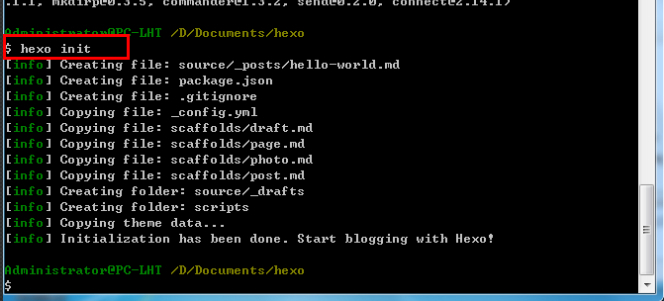 .1.1, mkdirp@0.3.5, commander@1.3.2, send@0.2.0, connect@2.14.1)
Administrator@PC-LHT /D/Documents/hexo
$ hexo init
[info] Creating file: source/_posts/hello-world.md
[info] Creating file: package.json
[info] Creating file: .gitignore
[info] Copying file: _config.yml
[info] Copying file: scaffolds/draft.md
[info] Copying file: scaffolds/page.md
[info] Copying file: scaffolds/photo.md
[info] Copying file: scaffolds/post.md
[info] Creating folder: source/_drafts
[info] Creating folder: scripts
[info] Copying theme data...
[info] Initialization has been done. Start blogging with Hexo!
Administrator@PC-LHT /D/Documents/hexo
$